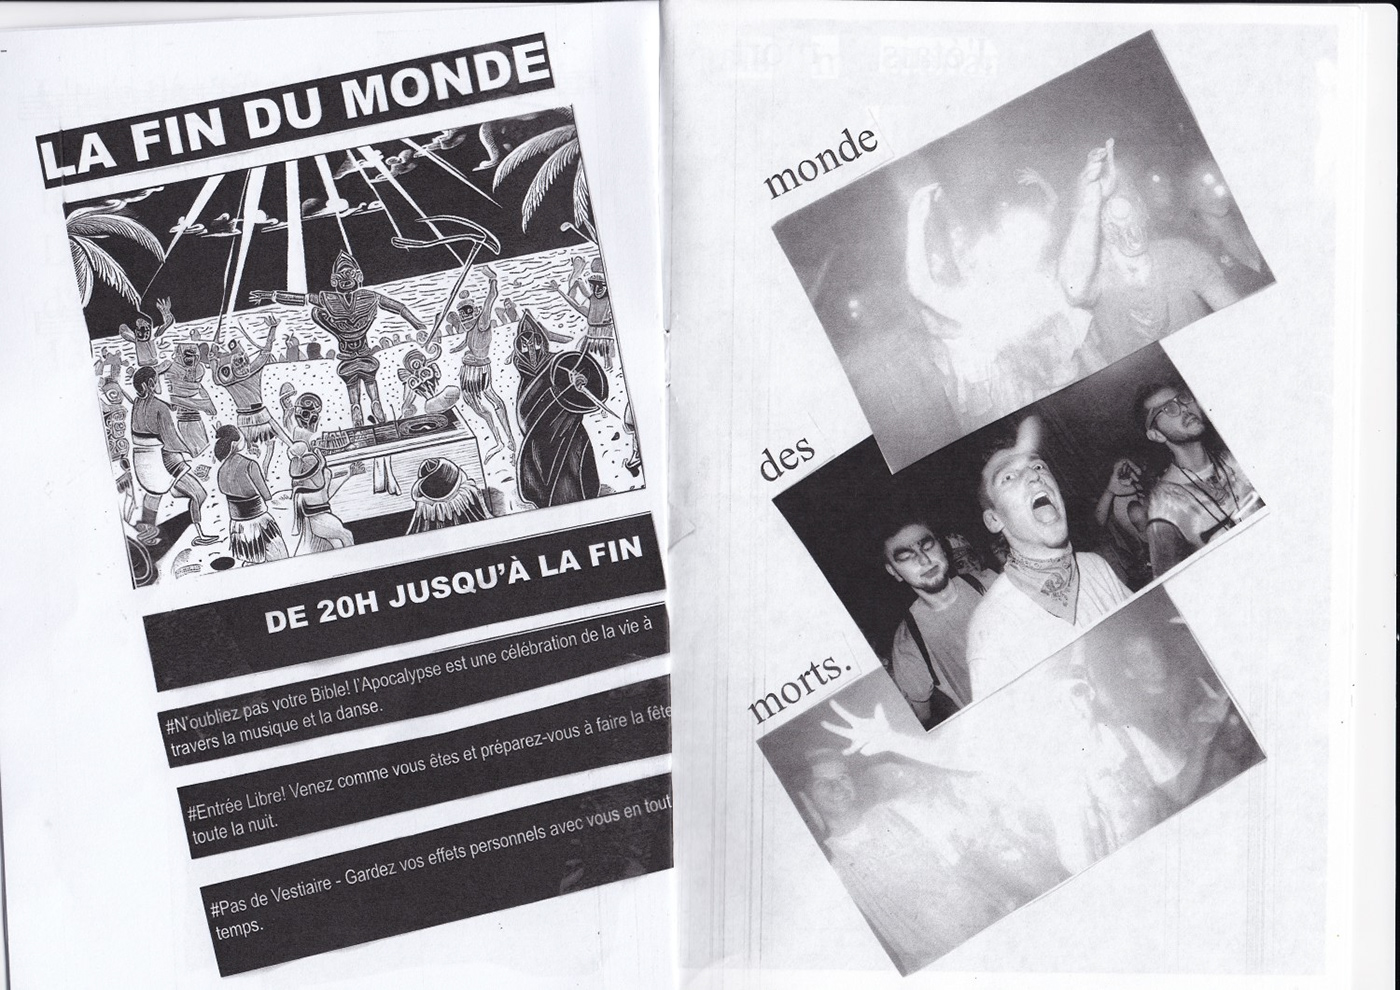 LA FIN DU MONDE
DE 20H JUSQU'À LA FIN
#N'oubliez pas votre Bible! l'Apocalypse est une célébration de la vie à
travers la musique et la danse.
#Entrée Libre! Venez comme vous êtes et préparez-vous à faire la fête
toute la nuit.
#Pas de Vestiaire - Gardez vos effets personnels avec vous en tout
temps.
monde
des
morts.